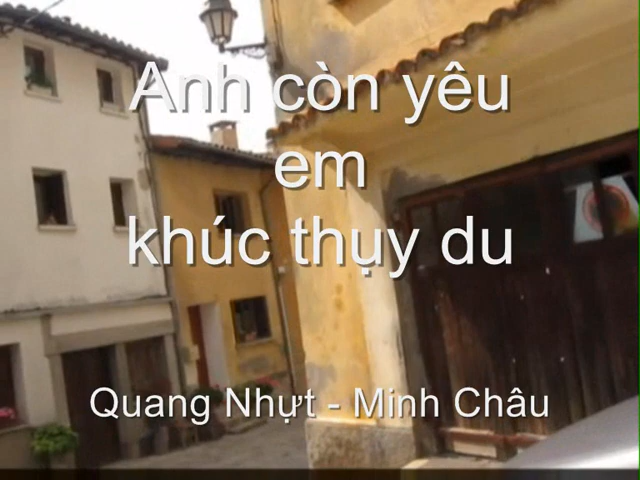 Anh còn yêu
em
khúc thụy du
Quang Nhựt - Minh Châu